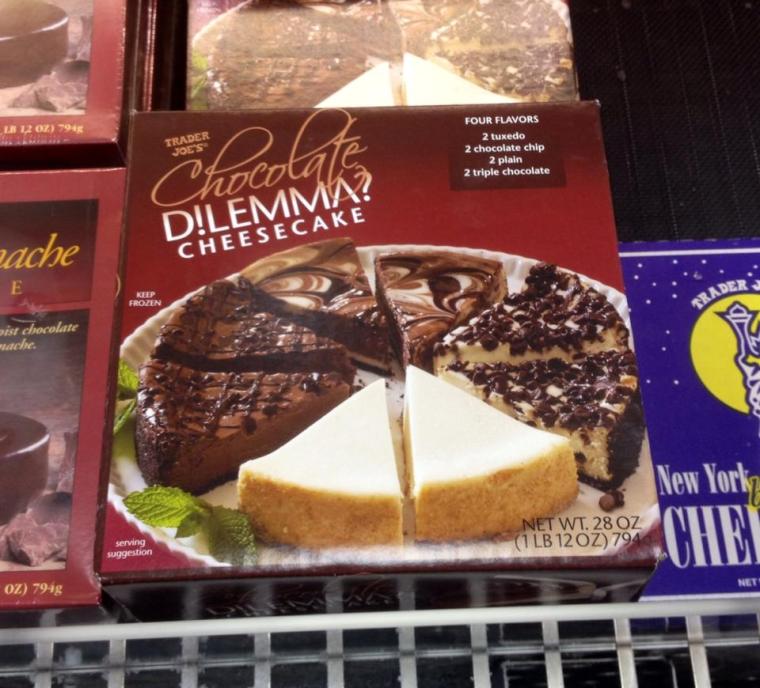 LB 12 OZ) 794g
TRADER
JOE'S®
Chocolate
D!LEMMA?
CHEESECAKE
FOUR FLAVORS
2 tuxedo
2 chocolate chip
2 plain
2 triple chocolate
KEEP
FROZEN
serving
suggestion
NET WT. 28 OZ
(1 LB 12 OZ) 794
nache
E
oist chocolate
nache.
OZ) 794g
TRADER J
New York
CHE
NET